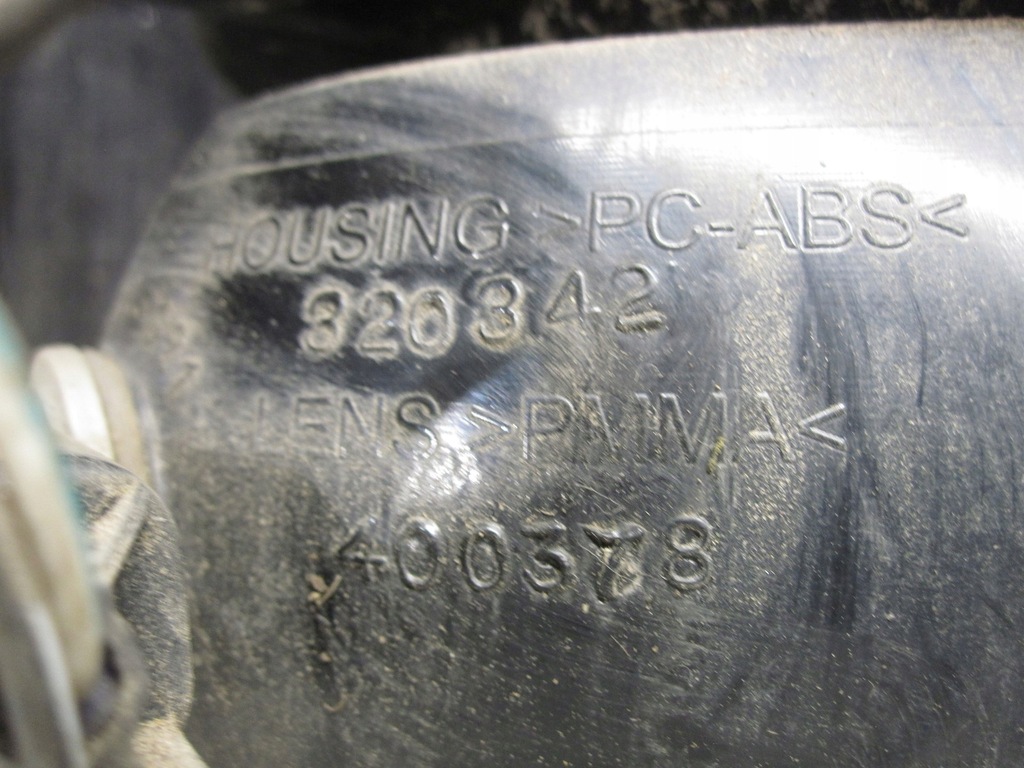 HOUSING >PC-ABS<
320342
LENS >PMMA<
400378